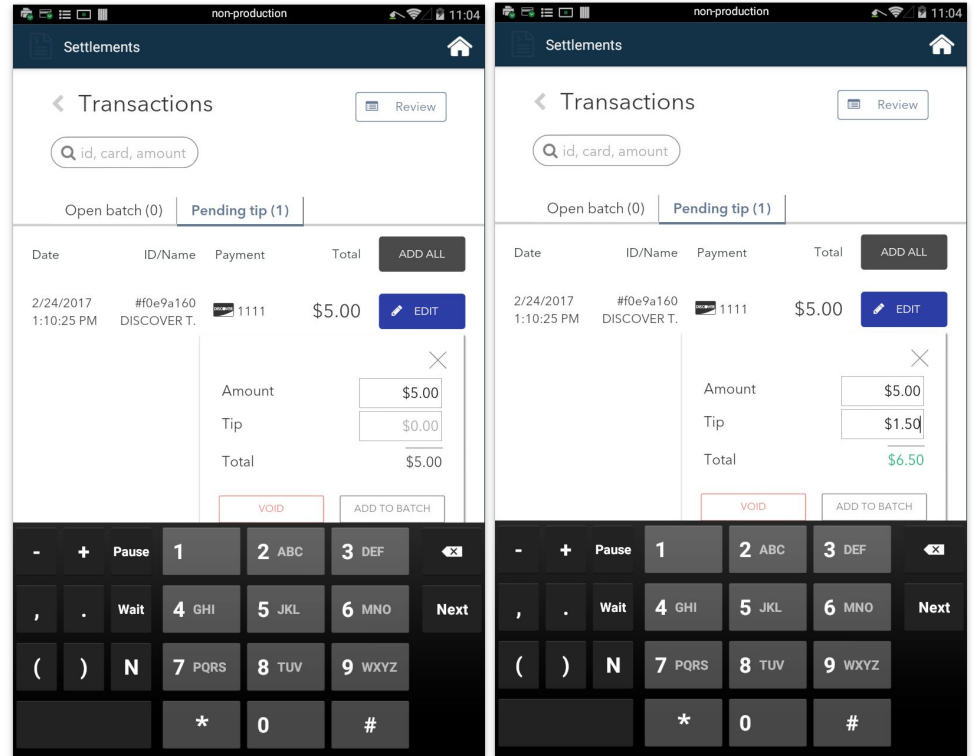 non-production 11:04
Settlements
Transactions
Review
id, card, amount
Open batch (0) Pending tip (1)
Date ID/Name Payment Total ADD ALL
2/24/2017 #f0e9a160
1:10:25 PM DISCOVER T. DISCOVER 1111 $5.00 EDIT
Amount $5.00
Tip $0.00
Total $5.00
VOID ADD TO BATCH
- + Pause 1 2 ABC 3 DEF
, . Wait 4 GHI 5 JKL 6 MNO Next
( ) N 7 PQRS 8 TUV 9 WXYZ
* 0 #
non-production 11:04
Settlements
Transactions
Review
id, card, amount
Open batch (0) Pending tip (1)
Date ID/Name Payment Total ADD ALL
2/24/2017 #f0e9a160
1:10:25 PM DISCOVER T. DISCOVER 1111 $5.00 EDIT
Amount $5.00
Tip $1.50
Total $6.50
VOID ADD TO BATCH
- + Pause 1 2 ABC 3 DEF
, . Wait 4 GHI 5 JKL 6 MNO Next
( ) N 7 PQRS 8 TUV 9 WXYZ
* 0 #